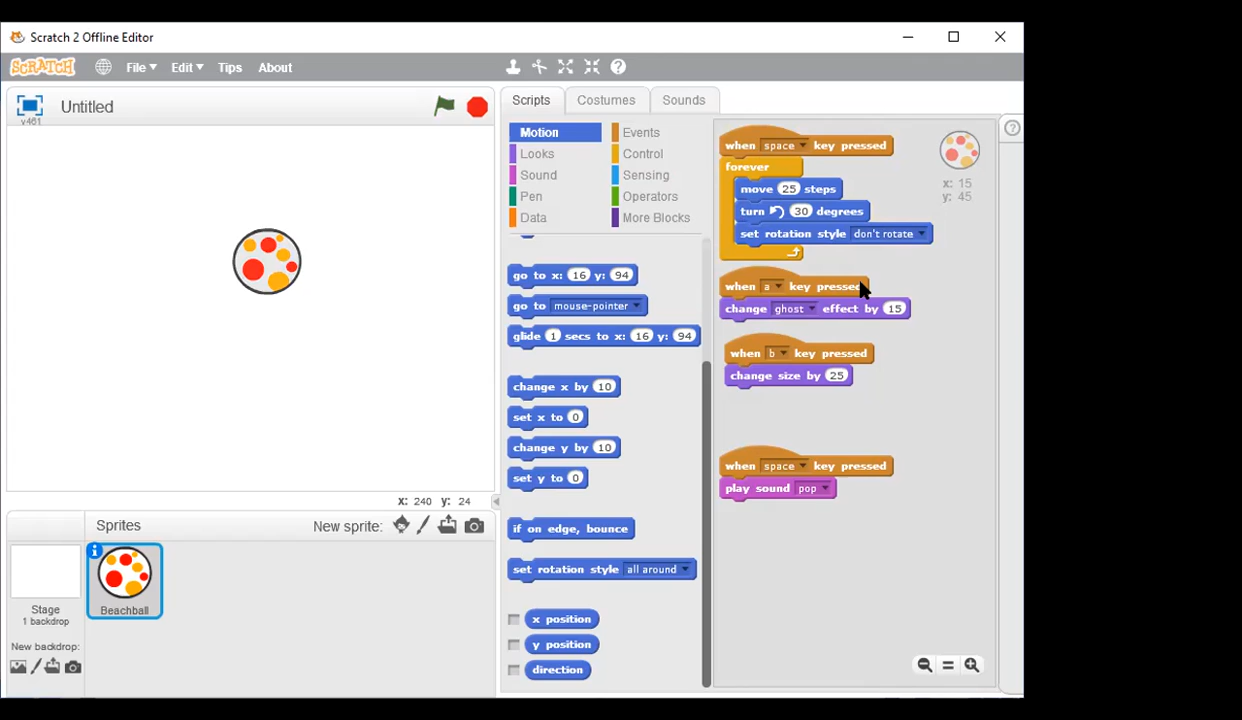 Scratch 2 Offline Editor
SCRATCH File Edit Tips About
Untitled
v461
Scripts Costumes Sounds
Motion Events
Looks Control
Sound Sensing
Pen Operators
Data More Blocks
go to x: 16 y: 94
go to mouse-pointer
glide 1 secs to x: 16 y: 94
change x by 10
set x to 0
change y by 10
set y to 0
if on edge, bounce
set rotation style all around
x position
y position
direction
when space key pressed
forever
move 25 steps
turn 30 degrees
set rotation style don't rotate
when a key pressed
change ghost effect by 15
when b key pressed
change size by 25
when space key pressed
play sound pop
x: 15
y: 45
x: 240 y: 24
Sprites New sprite:
Stage
1 backdrop
New backdrop:
Beachball